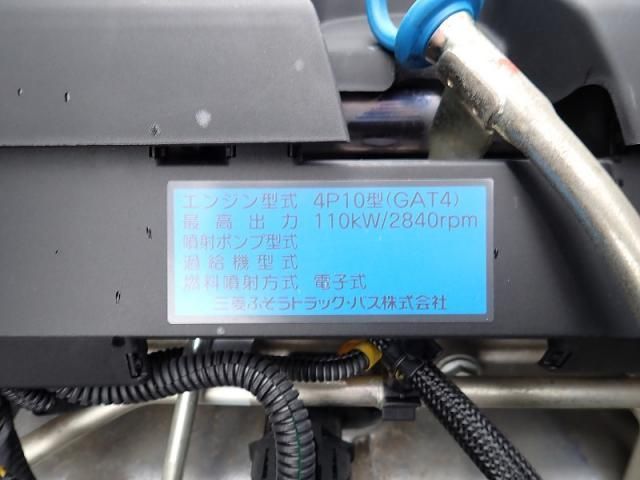 エンジン型式 4P10型(GAT4)
最高出力 110kW/2840rpm
噴射ポンプ型式
過給機型式
燃料噴射方式 電子式
三菱ふそうトラック・バス株式会社